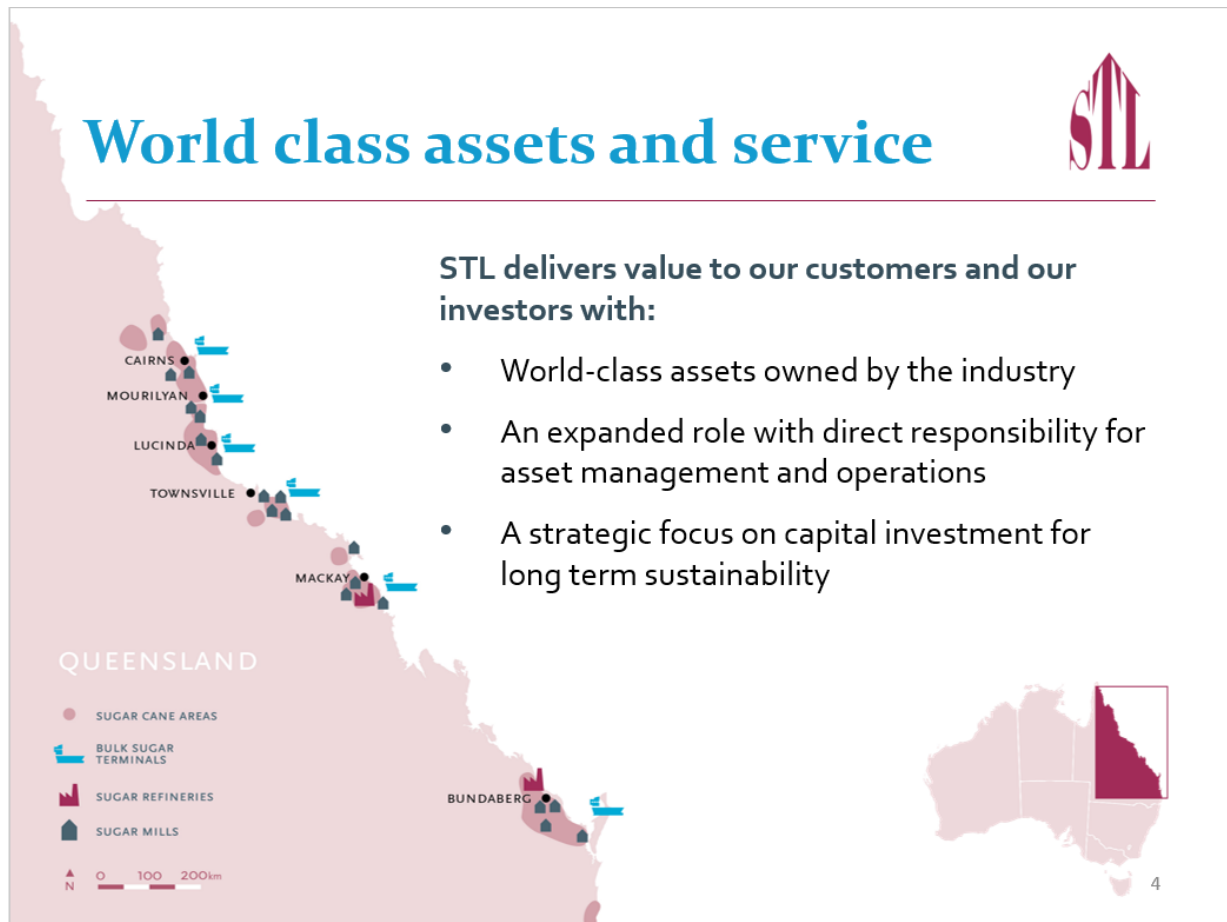 World class assets and service
STL
STL delivers value to our customers and our
investors with:
• World-class assets owned by the industry
• An expanded role with direct responsibility for
asset management and operations
• A strategic focus on capital investment for
long term sustainability
CAIRNS
MOURILYAN
LUCINDA
TOWNSVILLE
MACKAY
BUNDABERG
QUEENSLAND
SUGAR CANE AREAS
BULK SUGAR
TERMINALS
SUGAR REFINERIES
SUGAR MILLS
N
0 100 200km
4